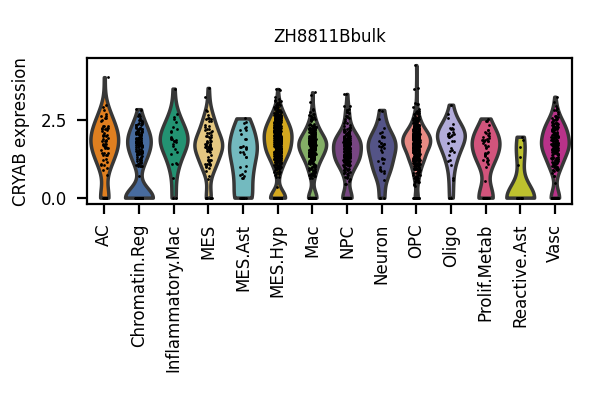 ZH8811Bbulk
CRYAB expression
2.5
0.0
AC
Chromatin.Reg
Inflammatory.Mac
MES
MES.Ast
MES.Hyp
Mac
NPC
Neuron
OPC
Oligo
Prolif.Metab
Reactive.Ast
Vasc